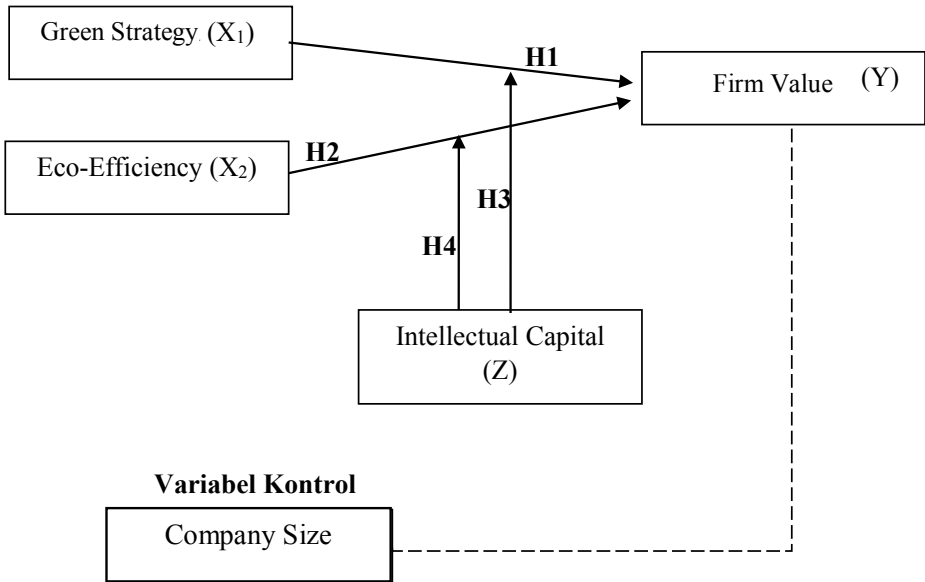 Green Strategy (X₁)
H1
Firm Value (Y)
H2
Eco-Efficiency (X₂)
H3
H4
Intellectual Capital
(Z)
Variabel Kontrol
Company Size